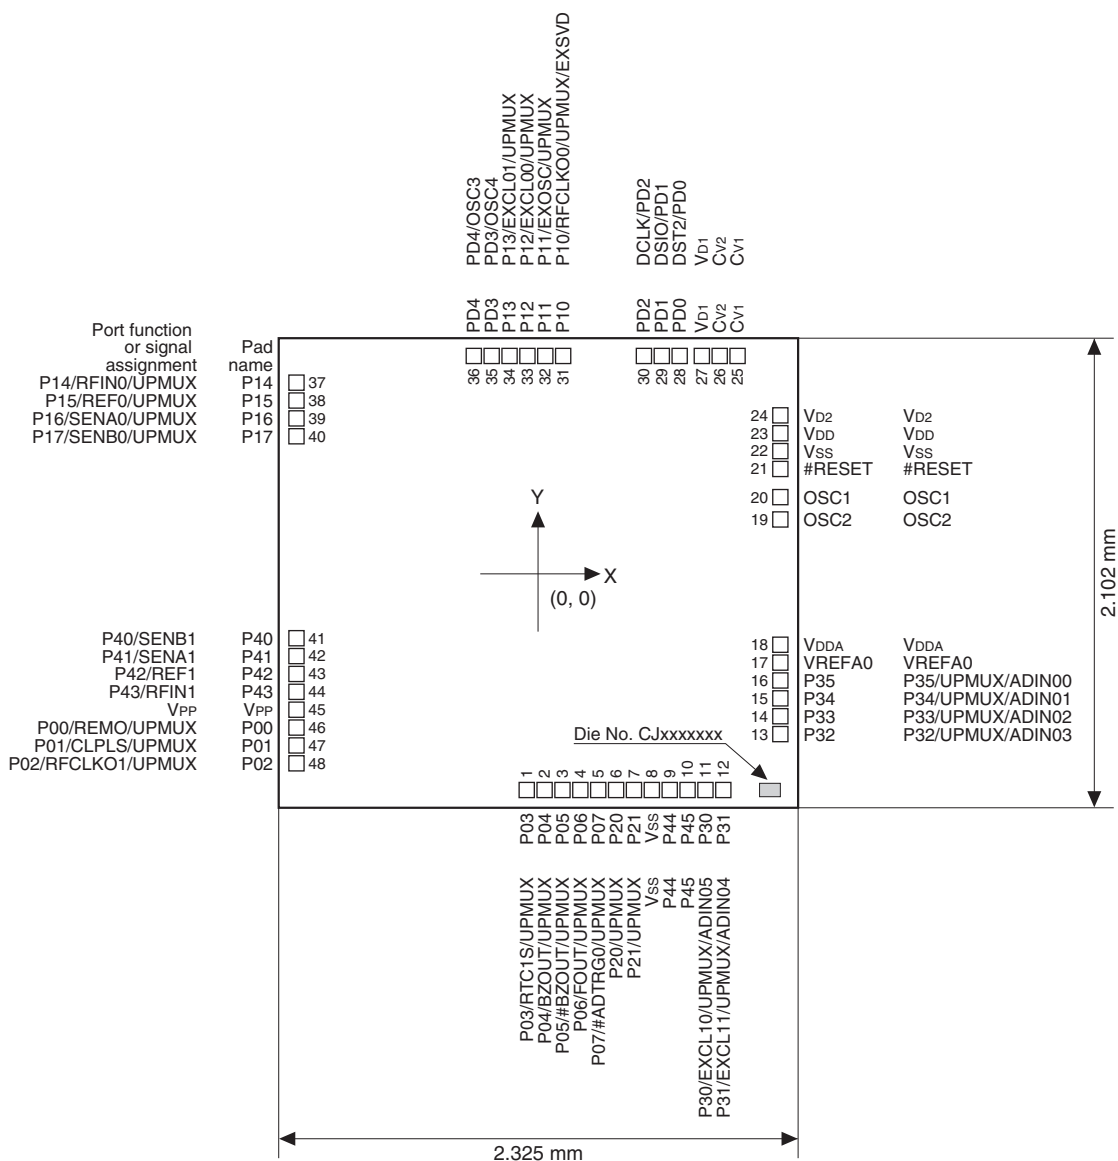 PD4/OSC3
PD3/OSC4
P13/EXCL01/UPMUX
P12/EXCL00/UPMUX
P11/EXOSC/UPMUX
P10/RFCLKO0/UPMUX/EXSVD
DCLK/PD2
DSIO/PD1
DST2/PD0
VD1
CV2
CV1
PD4
PD3
P13
P12
P11
P10
PD2
PD1
PD0
VD1
CV2
CV1
36
35
34
33
32
31
30
29
28
27
26
25
Port function
or signal
assignment
Pad
name
P14/RFIN0/UPMUX P14 37
P15/REF0/UPMUX P15 38
P16/SENA0/UPMUX P16 39
P17/SENB0/UPMUX P17 40
24 VD2 VD2
23 VDD VDD
22 VSS VSS
21 #RESET #RESET
20 OSC1 OSC1
19 OSC2 OSC2
Y
X
(0, 0)
2.102 mm
P40/SENB1 P40 41
P41/SENA1 P41 42
P42/REF1 P42 43
P43/RFIN1 P43 44
VPP VPP 45
P00/REMO/UPMUX P00 46
P01/CLPLS/UPMUX P01 47
P02/RFCLKO1/UPMUX P02 48
18 VDDA VDDA
17 VREFA0 VREFA0
16 P35 P35/UPMUX/ADIN00
15 P34 P34/UPMUX/ADIN01
14 P33 P33/UPMUX/ADIN02
13 P32 P32/UPMUX/ADIN03
Die No. CJxxxxxxx
1
2
3
4
5
6
7
8
9
10
11
12
P03
P04
P05
P06
P07
P20
P21
VSS
P44
P45
P30
P31
P03/RTC1S/UPMUX
P04/BZOUT/UPMUX
P05/#BZOUT/UPMUX
P06/FOUT/UPMUX
P07/#ADTRG0/UPMUX
P20/UPMUX
P21/UPMUX
VSS
P44
P45
P30/EXCL10/UPMUX/ADIN05
P31/EXCL11/UPMUX/ADIN04
2.325 mm